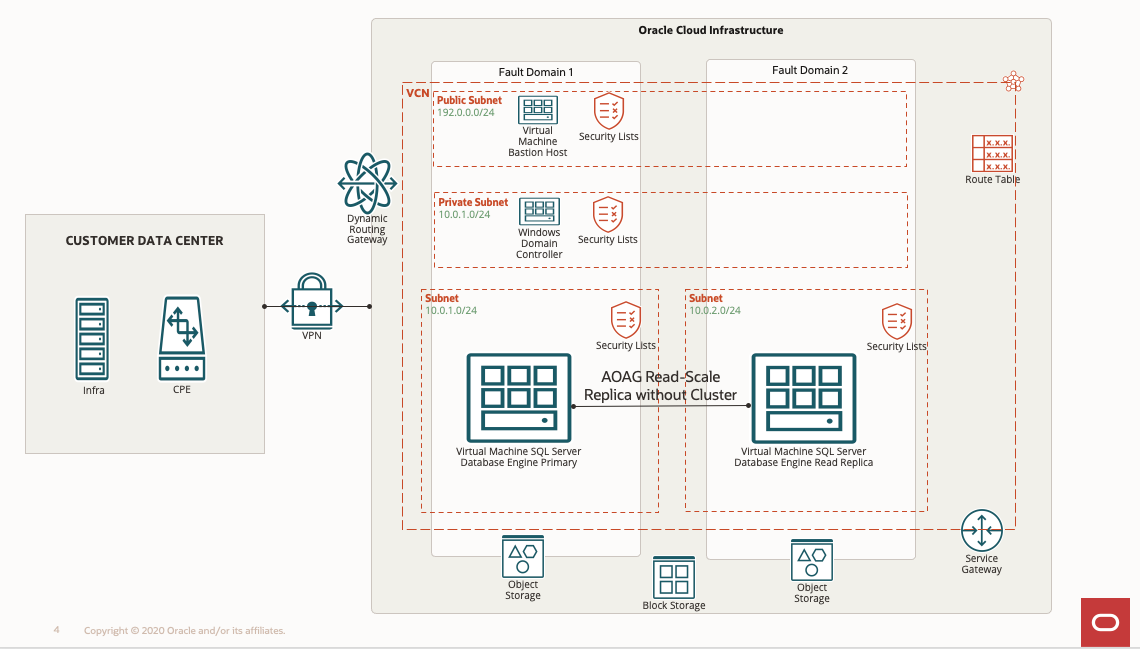 Oracle Cloud Infrastructure
Fault Domain 1
Fault Domain 2
VCN
Public Subnet
192.0.0.0/24
Virtual
Machine
Bastion Host
Security Lists
x.x.x.
x.x.x.
x.x.x.
Route Table
Dynamic
Routing
Gateway
Private Subnet
10.0.1.0/24
Windows
Domain
Controller
Security Lists
CUSTOMER DATA CENTER
Infra
CPE
VPN
Subnet
10.0.1.0/24
Security Lists
Subnet
10.0.2.0/24
Security Lists
AOAG Read-Scale
Replica without Cluster
Virtual Machine SQL Server
Database Engine Primary
Virtual Machine SQL Server
Database Engine Read Replica
Object
Storage
Block Storage
Object
Storage
Service
Gateway
4 Copyright © 2020 Oracle and/or its affiliates.